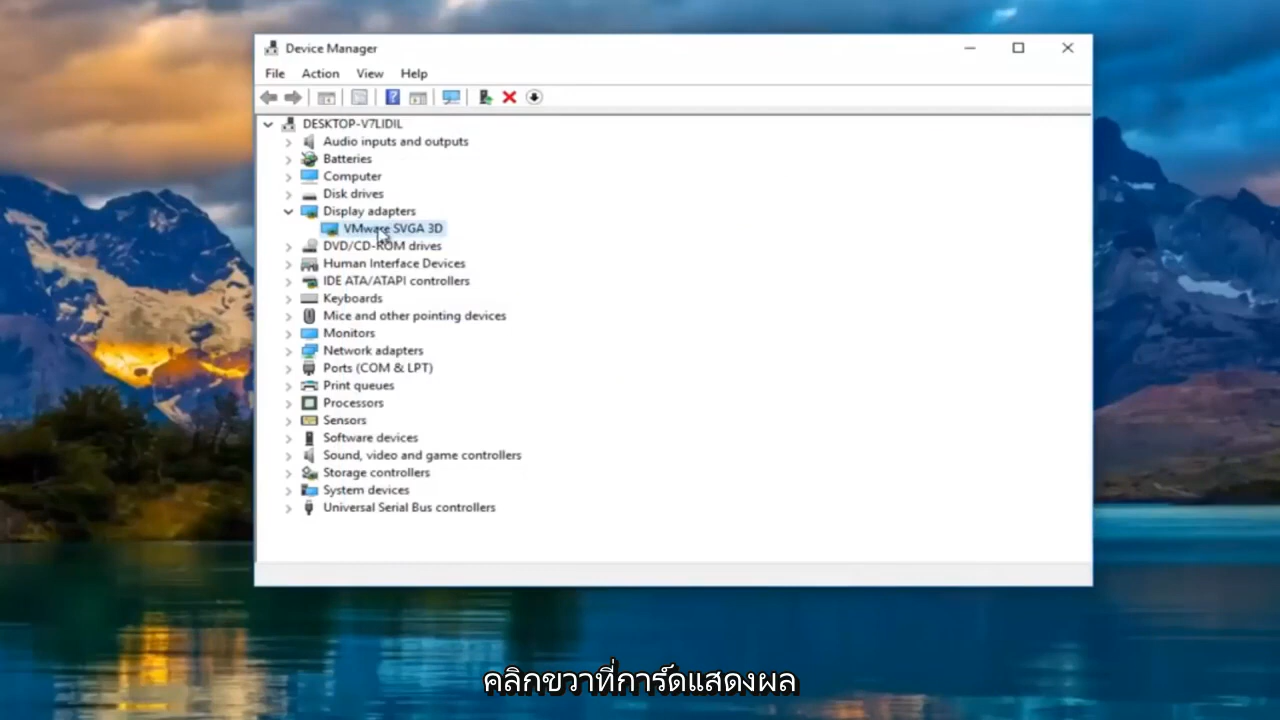 Device Manager
File Action View Help
DESKTOP-V7LIDIL
Audio inputs and outputs
Batteries
Computer
Disk drives
Display adapters
VMware SVGA 3D
DVD/CD-ROM drives
Human Interface Devices
IDE ATA/ATAPI controllers
Keyboards
Mice and other pointing devices
Monitors
Network adapters
Ports (COM & LPT)
Print queues
Processors
Sensors
Software devices
Sound, video and game controllers
Storage controllers
System devices
Universal Serial Bus controllers
คลิกขวาที่การ์ดแสดงผล